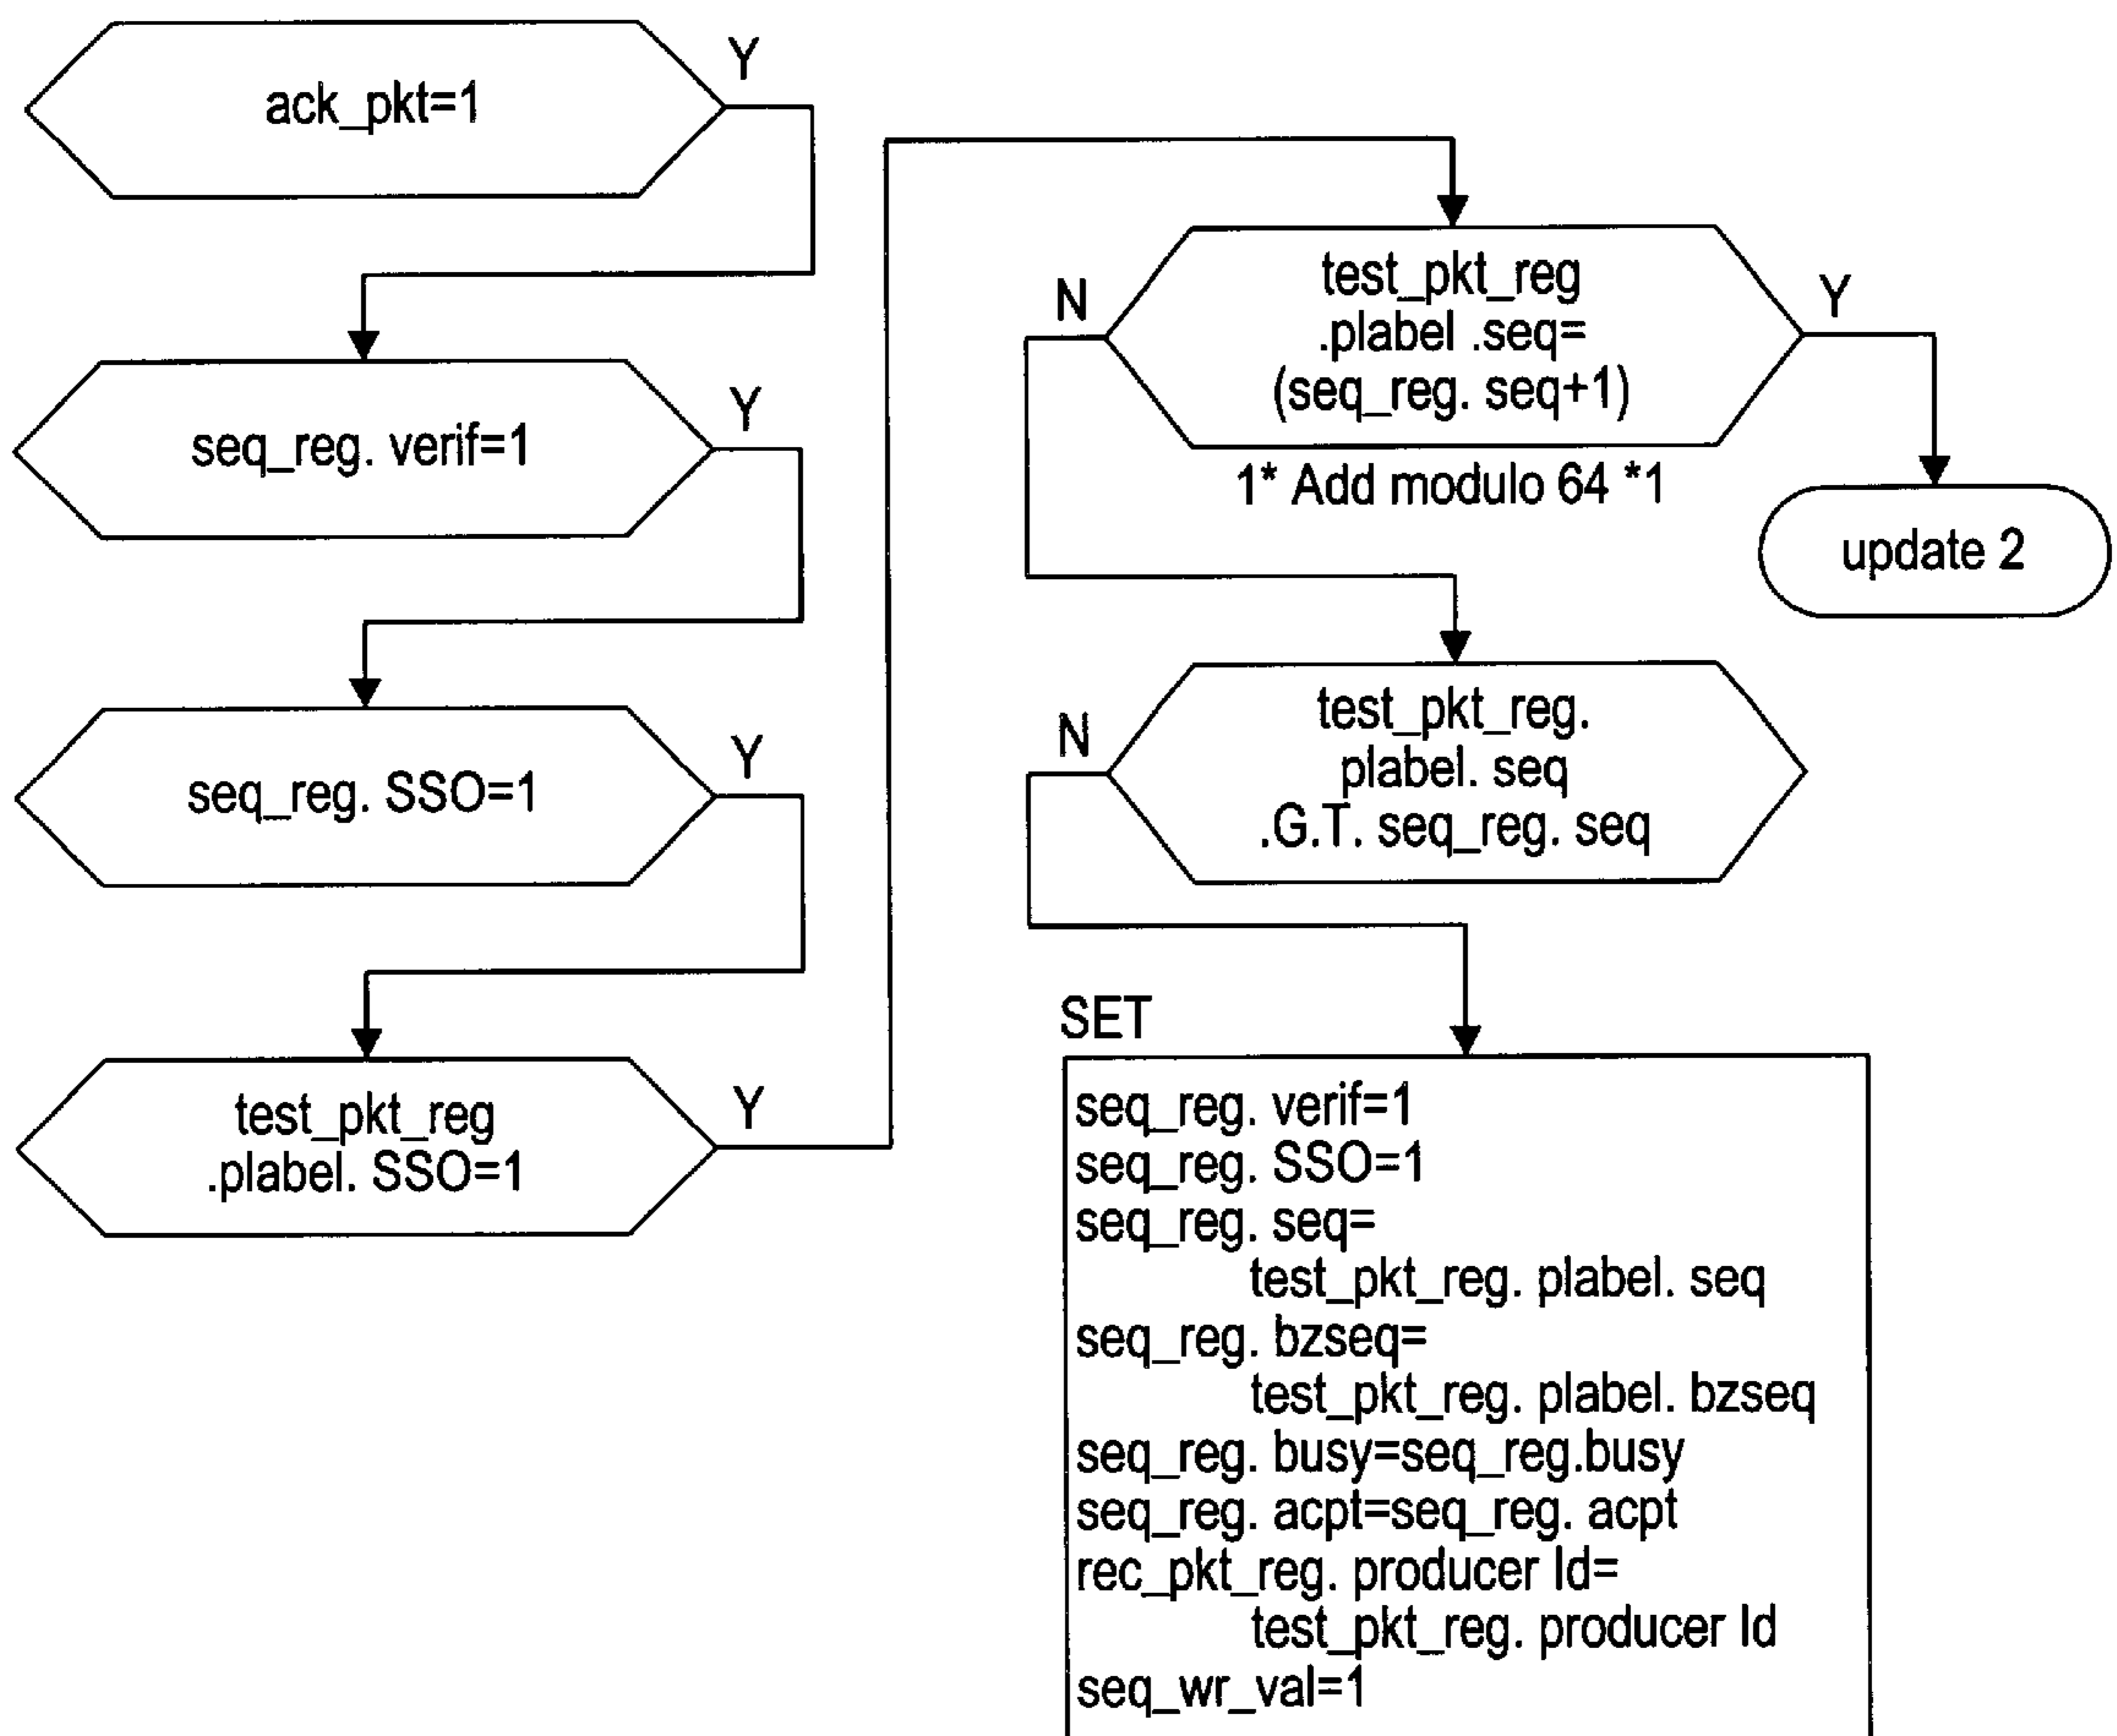 ack_pkt=1
Y
seq_reg. verif=1
Y
seq_reg. SSO=1
Y
test_pkt_reg
.plabel. SSO=1
Y
test_pkt_reg
.plabel .seq=
(seq_reg. seq+1)
N
Y
1* Add modulo 64 *1
update 2
test_pkt_reg.
plabel. seq
.G.T. seq_reg. seq
N
SET
seq_reg. verif=1
seq_reg. SSO=1
seq_reg. seq=
test_pkt_reg. plabel. seq
seq_reg. bzseq=
test_pkt_reg. plabel. bzseq
seq_reg. busy=seq_reg.busy
seq_reg. acpt=seq_reg. acpt
rec_pkt_reg. producer Id=
test_pkt_reg. producer Id
seq_wr_val=1